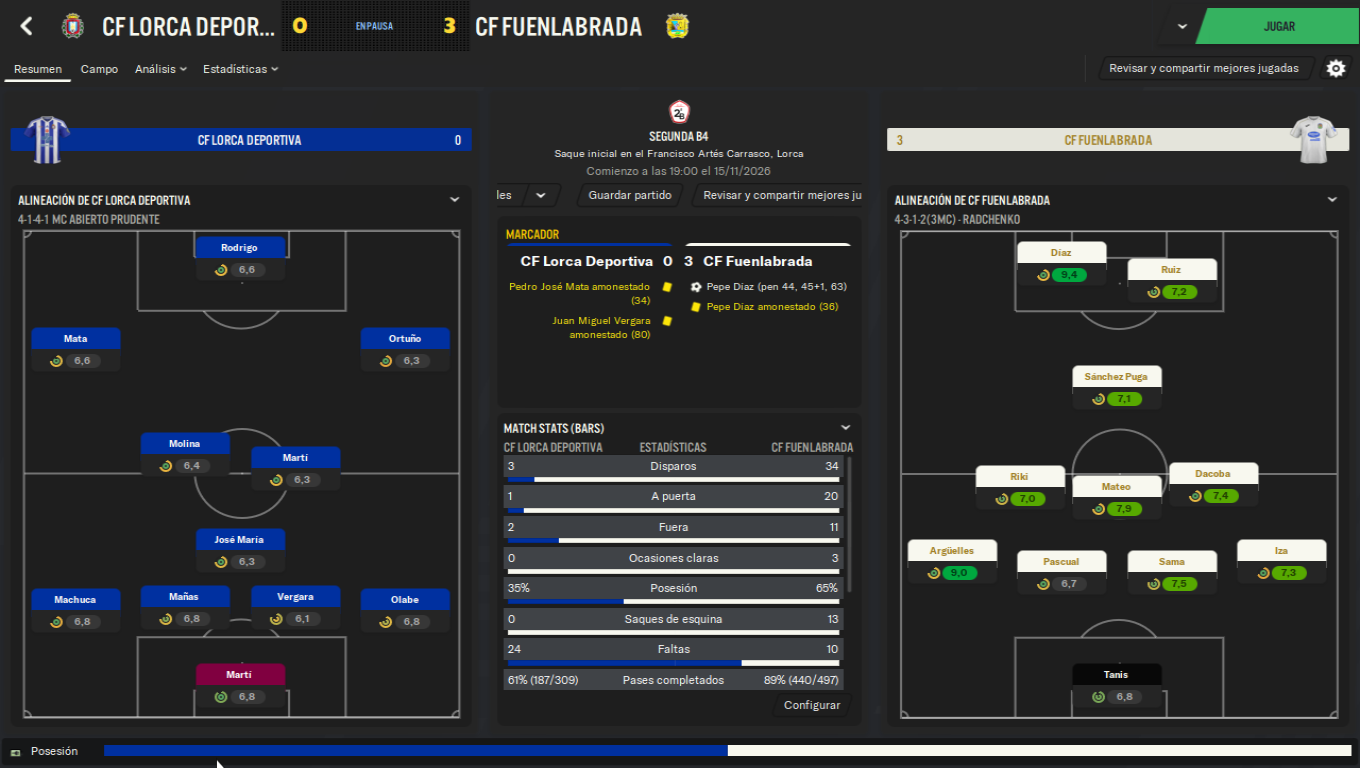 CF LORCA DEPOR...
0
EN PAUSA
3
CF FUENLABRADA
JUGAR
Resumen
Campo
Análisis
Estadísticas
Revisar y compartir mejores jugadas
CF LORCA DEPORTIVA
0
ALINEACIÓN DE CF LORCA DEPORTIVA
4-1-4-1 MC ABIERTO PRUDENTE
Rodrigo
6,6
Mata
6,6
Ortuño
6,3
Molina
6,4
Martí
6,3
José María
6,3
Machuca
6,8
Mañas
6,8
Vergara
6,1
Olabe
6,8
Martí
6,8
2ªB
SEGUNDA B4
Saque inicial en el Francisco Artés Carrasco, Lorca
Comienzo a las 19:00 el 15/11/2026
les
Guardar partido
Revisar y compartir mejores ju
MARCADOR
CF Lorca Deportiva 0 3 CF Fuenlabrada
Pedro José Mata amonestado
(34)
Juan Miguel Vergara
amonestado (80)
Pepe Díaz (pen 44, 45+1, 63)
Pepe Díaz amonestado (36)
MATCH STATS (BARS)
CF LORCA DEPORTIVA ESTADÍSTICAS CF FUENLABRADA
3 Disparos 34
1 A puerta 20
2 Fuera 11
0 Ocasiones claras 3
35% Posesión 65%
0 Saques de esquina 13
24 Faltas 10
61% (187/309) Pases completados 89% (440/497)
Configurar
3
CF FUENLABRADA
ALINEACIÓN DE CF FUENLABRADA
4-3-1-2 (3MC) - RADCHENKO
Díaz
9,4
Ruiz
7,2
Sánchez Puga
7,1
Riki
7,0
Mateo
7,9
Dacoba
7,4
Argüelles
9,0
Pascual
6,7
Sama
7,5
Iza
7,3
Tanis
6,8
Posesión